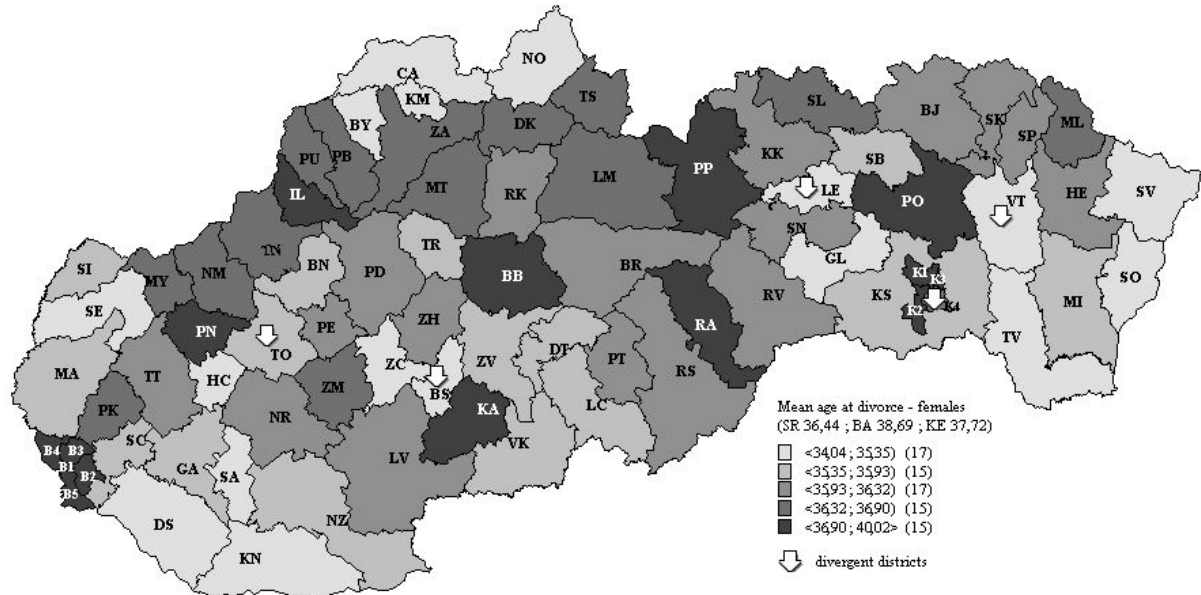 NO
CA
KM
TS
SL
BJ
SK
SP
ML
BY
ZA
DK
PU
PB
KK
SB
IL
MT
RK
LM
PP
LE
PO
VT
HE
SV
TN
TR
SN
GL
SI
MY
NM
BN
PD
BB
BR
RV
KS
K1
K3
K2
K4
MI
SO
SE
PN
TO
PE
ZH
RA
TV
MA
TT
HC
ZM
ZC
BS
ZV
DT
PT
RS
PK
NR
KA
LC
SC
VK
B4
B3
B1
B2
B5
GA
SA
LV
DS
NZ
KN
Mean age at divorce - females
(SR 36,44 ; BA 38,69 ; KE 37,72)
<34,04 ; 35,35) (17)
<35,35 ; 35,93) (15)
<35,93 ; 36,32) (17)
<36,32 ; 36,90) (15)
<36,90 ; 40,02> (15)
divergent districts